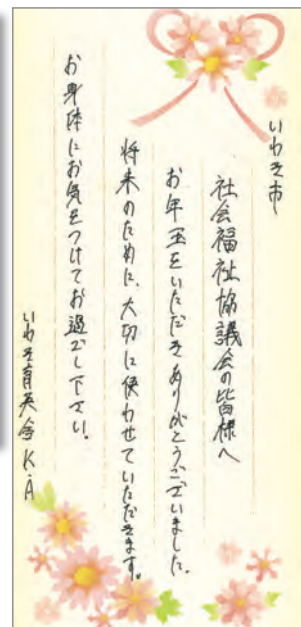 いわき市
社会福祉協議会の皆様へ
お年玉をいただきありがとうございました。
将来のために、大切に使わせていただきます。
お身体にお気をつけてお過ごし下さい。
いわき育英舎 K.A